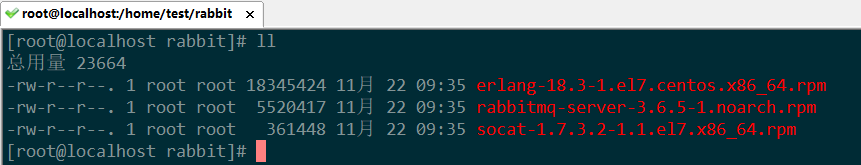 root@localhost:/home/test/rabbit ×
[root@localhost rabbit]# ll
总用量 23664
-rw-r--r--. 1 root root 18345424 11月 22 09:35 erlang-18.3-1.el7.centos.x86_64.rpm
-rw-r--r--. 1 root root  5520417 11月 22 09:35 rabbitmq-server-3.6.5-1.noarch.rpm
-rw-r--r--. 1 root root   361448 11月 22 09:35 socat-1.7.3.2-1.1.el7.x86_64.rpm
[root@localhost rabbit]#